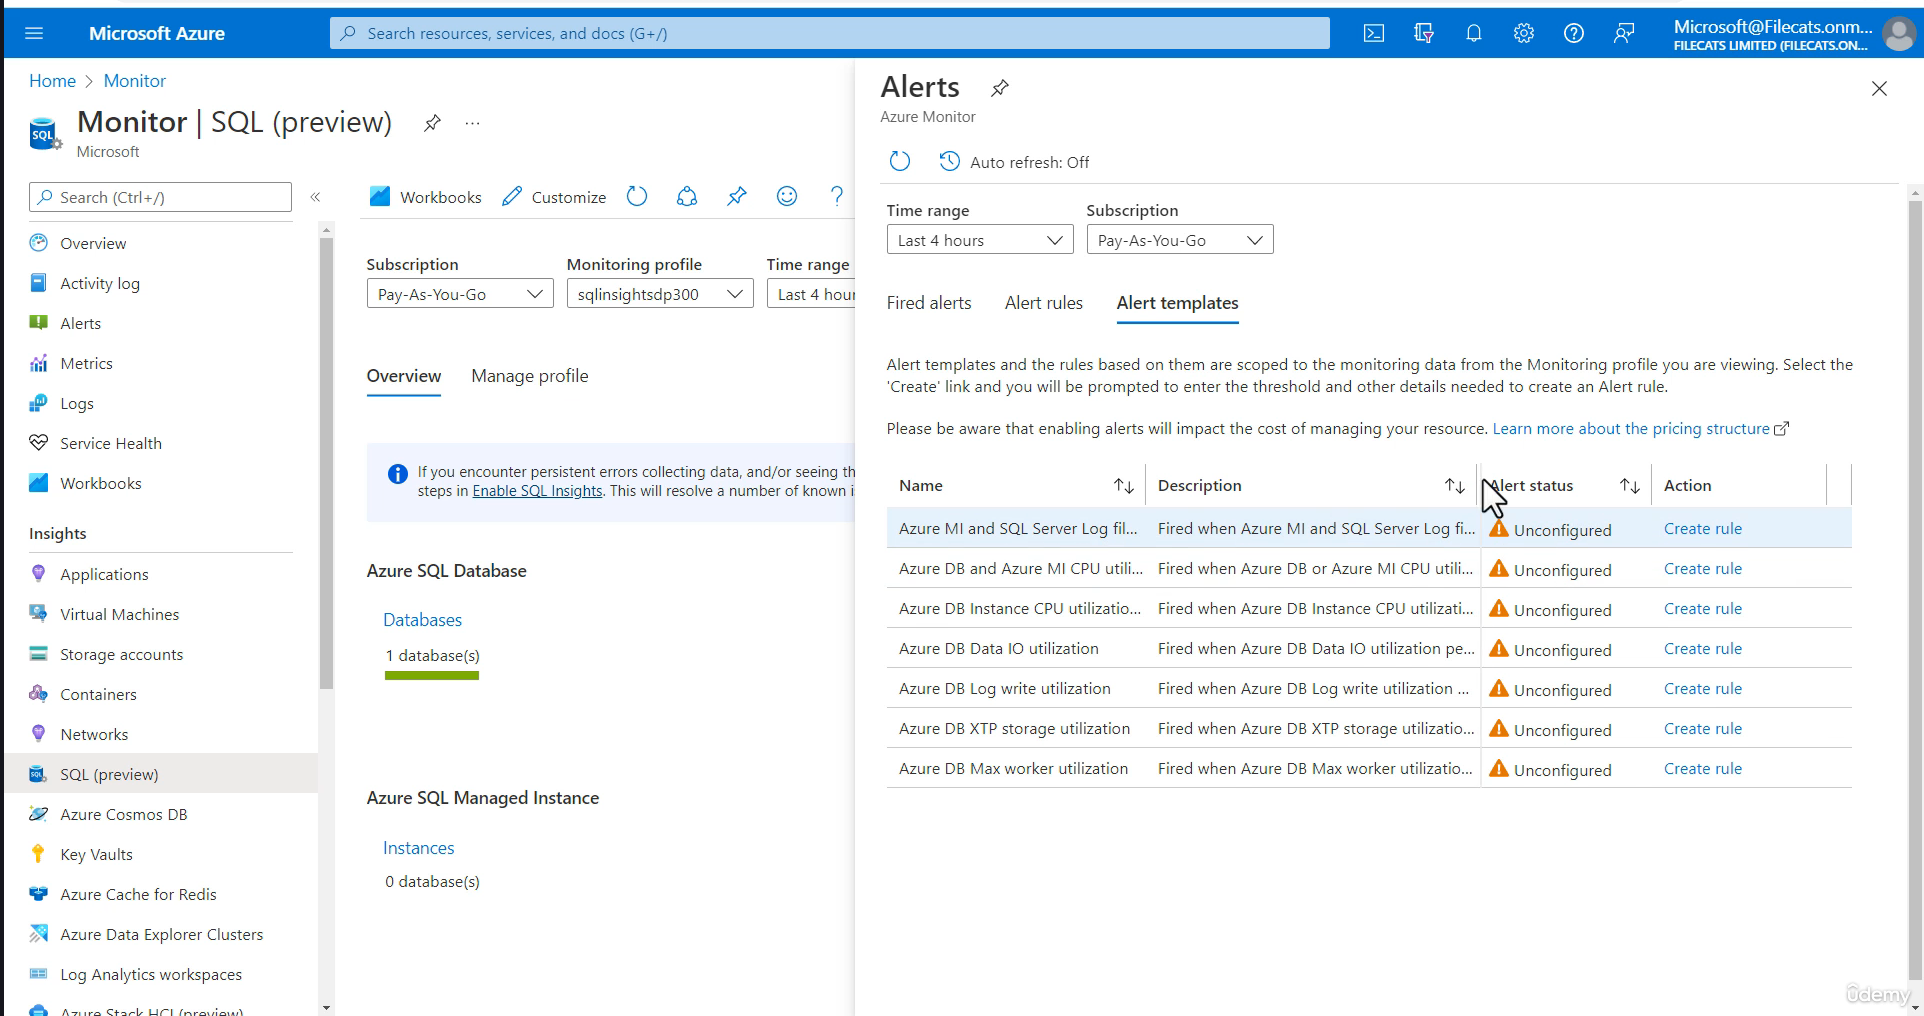 Microsoft Azure
Search resources, services, and docs (G+/)
Microsoft@Filecats.onm...
FILECATS LIMITED (FILECATS.ON...
Home > Monitor
Monitor | SQL (preview)
...
Microsoft
Search (Ctrl+/)
«
Overview
Activity log
Alerts
Metrics
Logs
Service Health
Workbooks
Insights
Applications
Virtual Machines
Storage accounts
Containers
Networks
SQL (preview)
Azure Cosmos DB
Key Vaults
Azure Cache for Redis
Azure Data Explorer Clusters
Log Analytics workspaces
Azure Stack HCI (preview)
Workbooks
Customize
?
Subscription
Monitoring profile
Time range
Pay-As-You-Go
sqlinsightsdp300
Last 4 hour
Overview
Manage profile
If you encounter persistent errors collecting data, and/or seeing th
steps in Enable SQL Insights. This will resolve a number of known i
Azure SQL Database
Databases
1 database(s)
Azure SQL Managed Instance
Instances
0 database(s)
Alerts
Azure Monitor
Auto refresh: Off
Time range
Subscription
Last 4 hours
Pay-As-You-Go
Fired alerts
Alert rules
Alert templates
Alert templates and the rules based on them are scoped to the monitoring data from the Monitoring profile you are viewing. Select the
'Create' link and you will be prompted to enter the threshold and other details needed to create an Alert rule.
Please be aware that enabling alerts will impact the cost of managing your resource. Learn more about the pricing structure
Name Description Alert status Action
Azure MI and SQL Server Log fil... Fired when Azure MI and SQL Server Log fi... Unconfigured Create rule
Azure DB and Azure MI CPU utili... Fired when Azure DB or Azure MI CPU utili... Unconfigured Create rule
Azure DB Instance CPU utilizatio... Fired when Azure DB Instance CPU utilizati... Unconfigured Create rule
Azure DB Data IO utilization Fired when Azure DB Data IO utilization pe... Unconfigured Create rule
Azure DB Log write utilization Fired when Azure DB Log write utilization ... Unconfigured Create rule
Azure DB XTP storage utilization Fired when Azure DB XTP storage utilizatio... Unconfigured Create rule
Azure DB Max worker utilization Fired when Azure DB Max worker utilizatio... Unconfigured Create rule
ûdemy